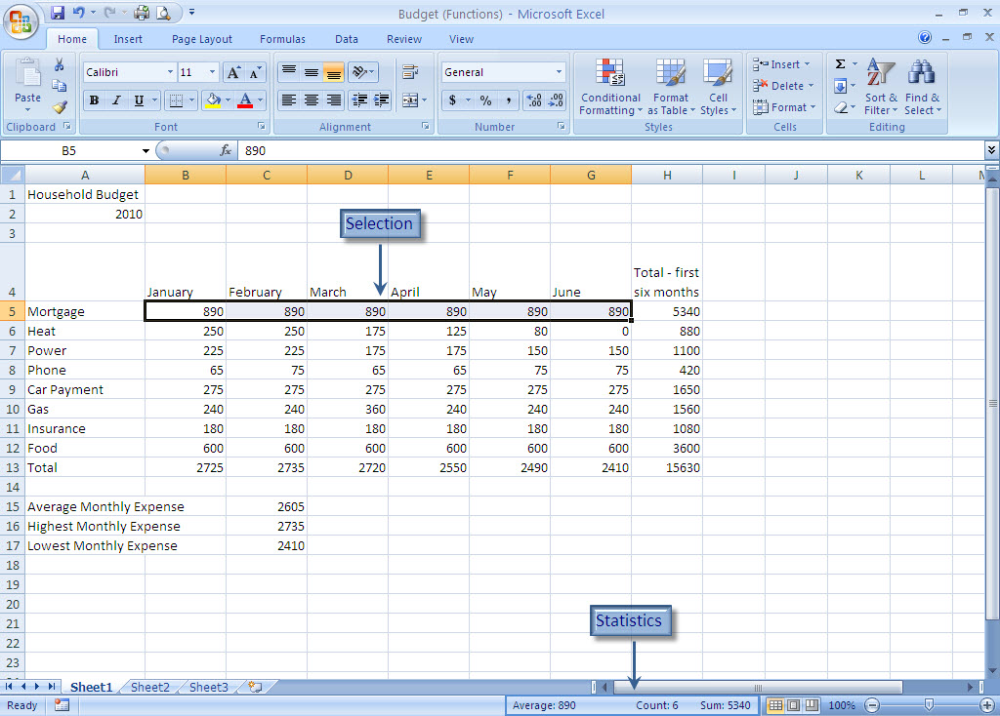 Budget (Functions) - Microsoft Excel
Home Insert Page Layout Formulas Data Review View
Calibri 11 General Insert
Paste B I U $ % , Conditional Formatting Format as Table Cell Styles Delete Format Sort & Filter Find & Select
Clipboard Font Alignment Number Styles Cells Editing
B5 fx 890
A B C D E F G H I J K L M
1 Household Budget
2 2010
3
Selection
4 January February March April May June Total - first six months
5 Mortgage 890 890 890 890 890 890 5340
6 Heat 250 250 175 125 80 0 880
7 Power 225 225 175 175 150 150 1100
8 Phone 65 75 65 65 75 75 420
9 Car Payment 275 275 275 275 275 275 1650
10 Gas 240 240 360 240 240 240 1560
11 Insurance 180 180 180 180 180 180 1080
12 Food 600 600 600 600 600 600 3600
13 Total 2725 2735 2720 2550 2490 2410 15630
14
15 Average Monthly Expense 2605
16 Highest Monthly Expense 2735
17 Lowest Monthly Expense 2410
18
19
20
21
Statistics
22
23
Sheet1 Sheet2 Sheet3
Ready Average: 890 Count: 6 Sum: 5340 100%